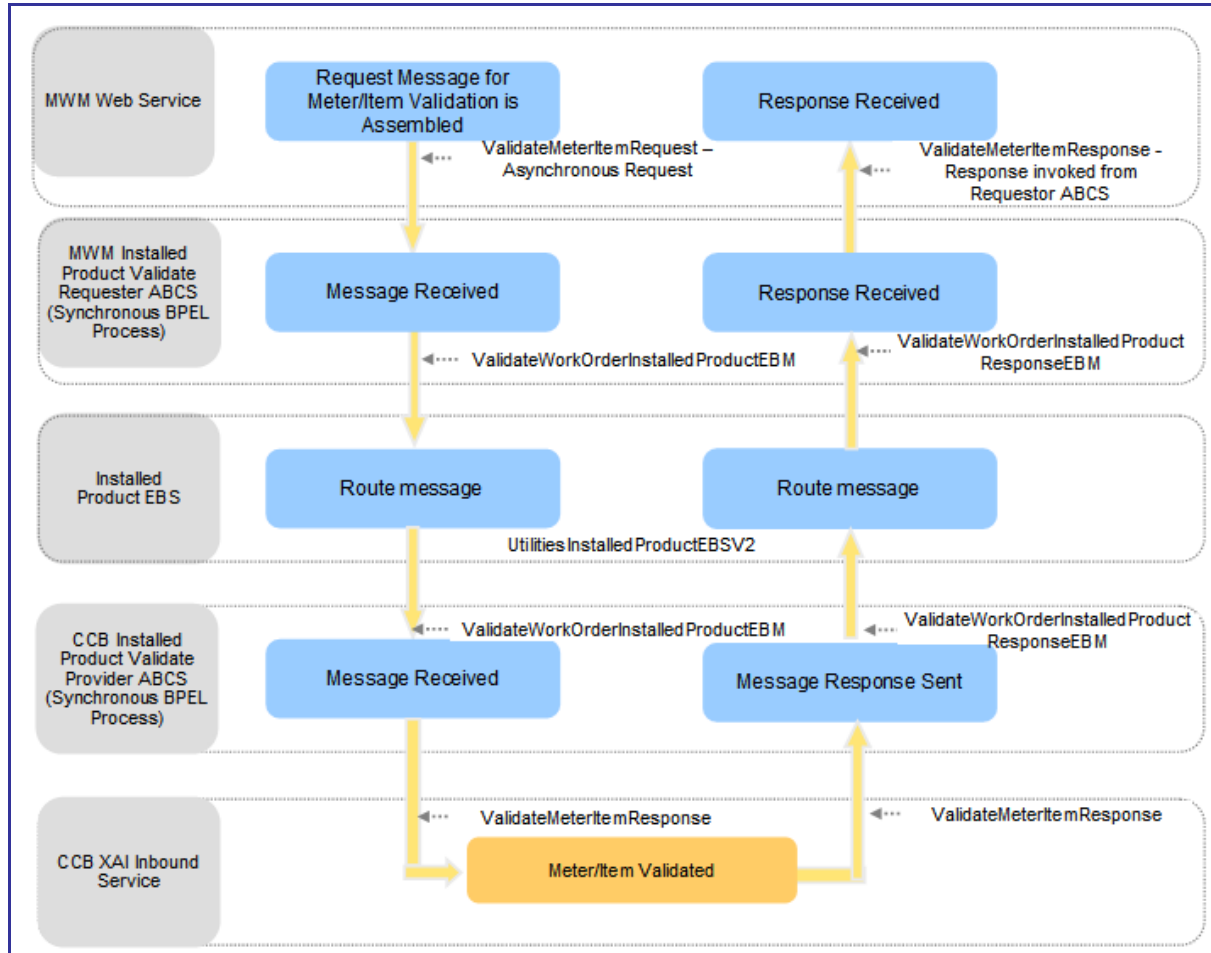 MWM Web Service
Request Message for
Meter/Item Validation is
Assembled
Response Received
ValidateMeterItemRequest –
Asynchronous Request
ValidateMeterItemResponse -
Response invoked from
Requestor ABCS
MWM Installed
Product Validate
Requester ABCS
(Synchronous BPEL
Process)
Message Received
Response Received
ValidateWorkOrderInstalledProductEBM
ValidateWorkOrderInstalledProduct
ResponseEBM
Installed
Product EBS
Route message
Route message
UtilitiesInstalledProductEBSV2
CCB Installed
Product Validate
Provider ABCS
(Synchronous BPEL
Process)
ValidateWorkOrderInstalledProductEBM
ValidateWorkOrderInstalledProduct
ResponseEBM
Message Received
Message Response Sent
CCB XAI Inbound
Service
ValidateMeterItemResponse
ValidateMeterItemResponse
Meter/Item Validated